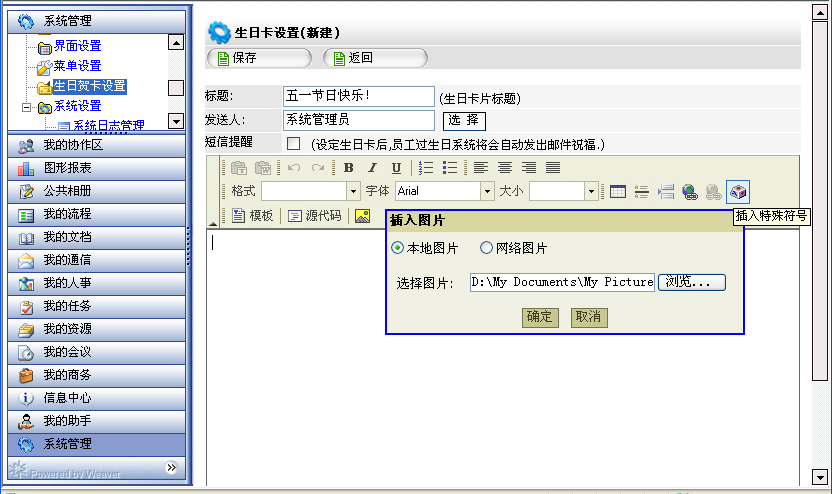 系统管理
界面设置
菜单设置
生日贺卡设置
系统设置
系统日志管理
我的协作区
图形报表
公共相册
我的流程
我的文档
我的通信
我的人事
我的任务
我的资源
我的会议
我的商务
信息中心
我的助手
系统管理
Powered by Weaver
生日卡设置(新建)
保存 返回
标题: 五一节日快乐! (生日卡片标题)
发送人: 系统管理员 选 择
短信提醒 (设定生日卡后,员工过生日系统将会自动发出邮件祝福.)
B I U
格式 字体 Arial 大小
插入特殊符号
模板 源代码
插入图片
本地图片 网络图片
选择图片: D:\My Documents\My Picture 浏览...
确定 取消